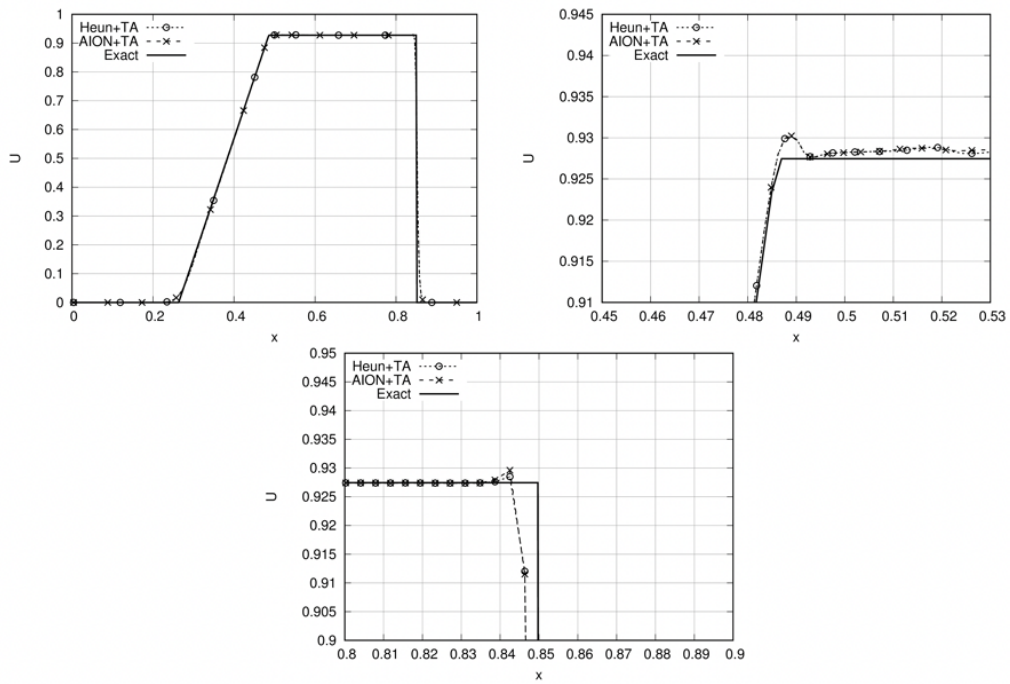 Heun+TA
AION+TA
Exact
1
0.9
0.8
0.7
0.6
0.5
0.4
0.3
0.2
0.1
0
U
0 0.2 0.4 0.6 0.8 1
x
Heun+TA
AION+TA
Exact
0.945
0.94
0.935
0.93
0.925
0.92
0.915
0.91
U
0.45 0.46 0.47 0.48 0.49 0.5 0.51 0.52 0.53
x
Heun+TA
AION+TA
Exact
0.95
0.945
0.94
0.935
0.93
0.925
0.92
0.915
0.91
0.905
0.9
U
0.8 0.81 0.82 0.83 0.84 0.85 0.86 0.87 0.88 0.89 0.9
x